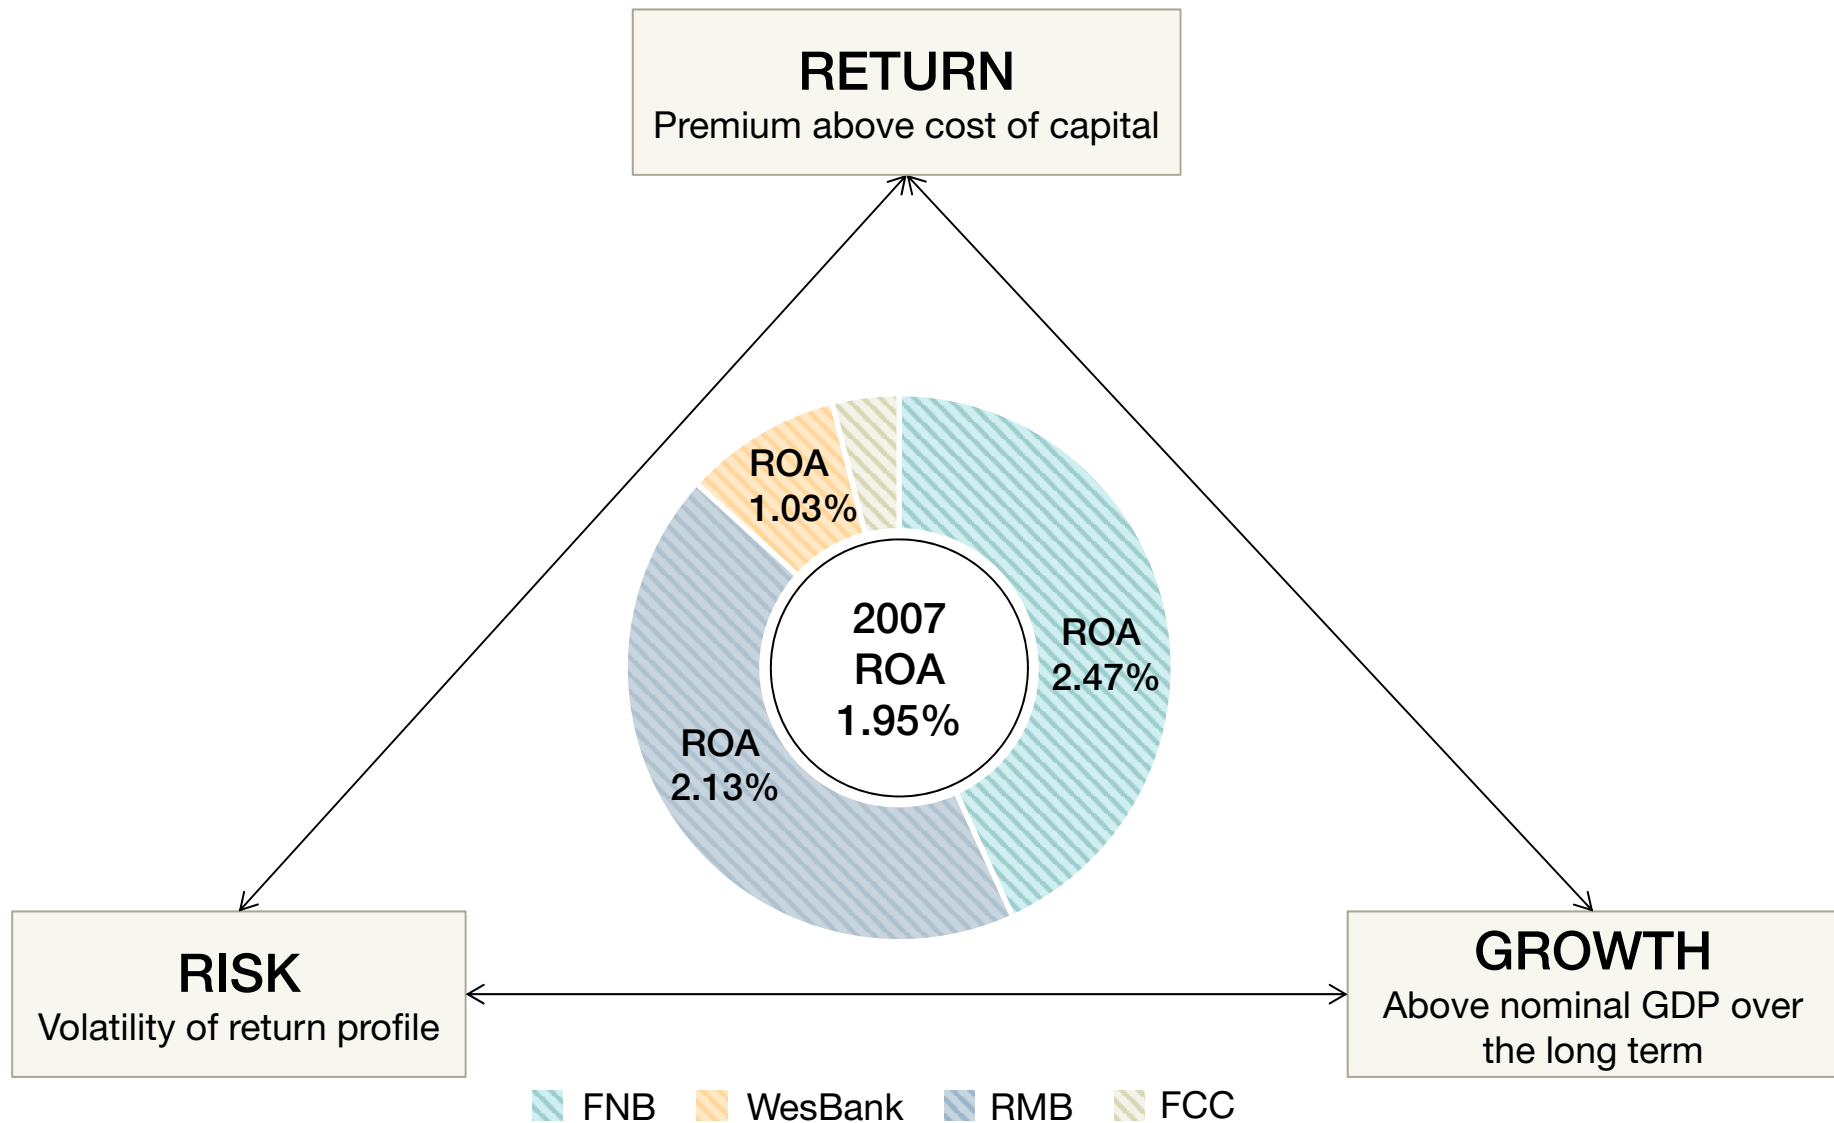 RETURN
Premium above cost of capital
ROA
1.03%
2007
ROA
1.95%
ROA
2.47%
ROA
2.13%
RISK
Volatility of return profile
GROWTH
Above nominal GDP over
the long term
FNB
WesBank
RMB
FCC